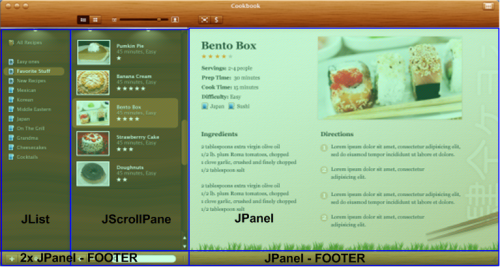 Cookbook
All Recipes
Easy-ories
Favorite Stuff
New Recipes
Mexican
Korean
Middle Eastern
Japan
On The Grill
Grandma
Cheesecakes
Cocktails
Pumpkin Pie
45 minutes, Easy
Banana Cream
45 minutes, Easy
Bento Box
45 minutes, Easy
Strawberry Cake
45 minutes, Easy
Doughnuts
45 minutes, Easy
Bento Box
Servings: 2-4 people
Prep Time: 30 minutes
Cook Time: 15 minutes
Difficulty: Easy
Japan Sushi
Ingredients
2 tablespoons extra virgin olive oil
1/2 lb. plum Roma tomatoes, chopped
1 clove garlic, crushed and finely chopped
1/2 tablespoon salt
2 tablespoons extra virgin olive oil
1/2 lb. plum Roma tomatoes, chopped
1 clove garlic, crushed and finely chopped
1/2 tablespoon salt
Directions
Lorem ipsum dolor sit amet, consectetur adipisicing elit,
sed do eiusmod tempor incididunt ut labore et dolore.
Lorem ipsum dolor sit amet, consectetur
adipisicing elit.
Lorem ipsum dolor sit amet, consectetur adipisicing elit,
sed do eiusmod tempor incididunt ut labore et dolore.
Lorem ipsum dolor sit amet, consectetur
adipisicing elit.
JList
JScrollPane
JPanel
2x JPanel - FOOTER
JPanel - FOOTER